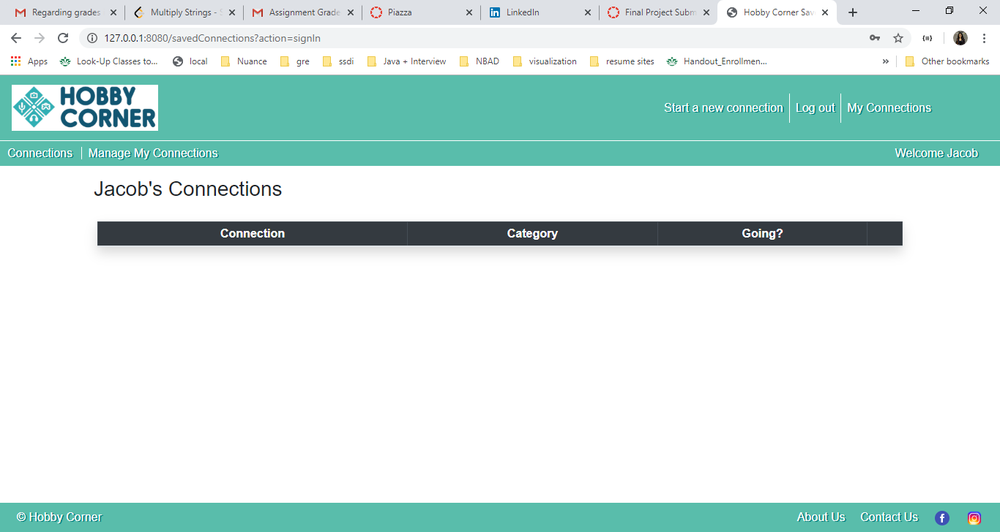 Regarding grades
Multiply Strings - S
Assignment Grade
Piazza
LinkedIn
Final Project Subm
Hobby Corner Sav
127.0.0.1:8080/savedConnections?action=signIn
Apps
Look-Up Classes to...
local
Nuance
gre
ssdi
Java + Interview
NBAD
visualization
resume sites
Handout_Enrollmen...
»
Other bookmarks
HOBBY
CORNER
Start a new connection
Log out
My Connections
Connections
Manage My Connections
Welcome Jacob
Jacob's Connections
Connection
Category
Going?
© Hobby Corner
About Us
Contact Us